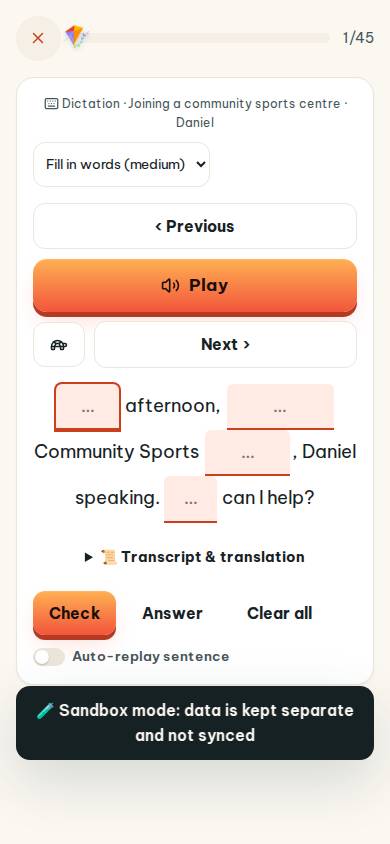 1/45
Dictation · Joining a community sports centre ·
Daniel
Fill in words (medium)
‹ Previous
Play
Next ›
... afternoon, ...
Community Sports ... , Daniel
speaking. ... can I help?
▶ 📜 Transcript & translation
Check Answer Clear all
Auto-replay sentence
🧪 Sandbox mode: data is kept separate
and not synced